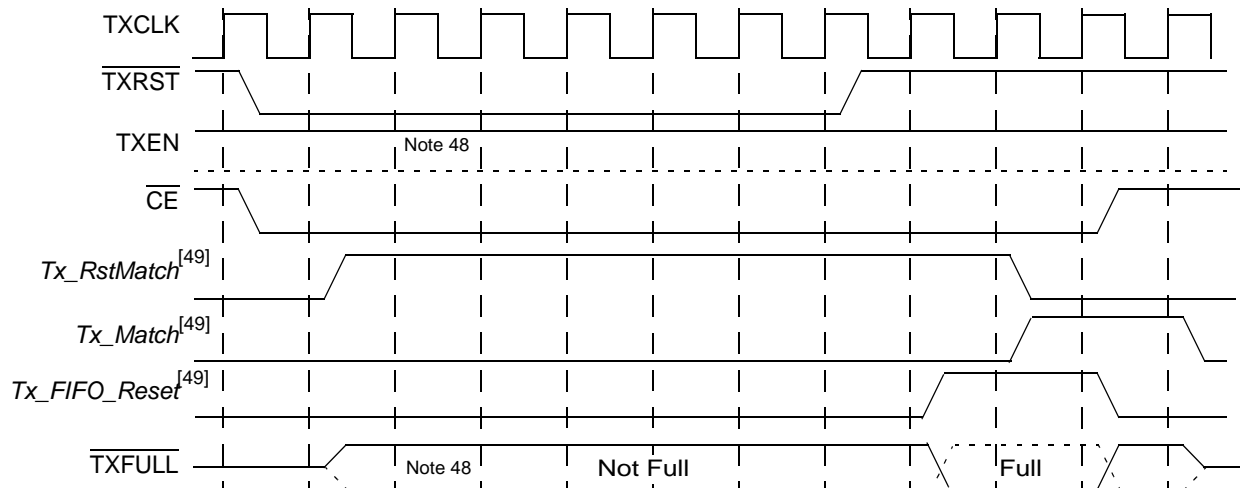 TXCLK
TXRST
TXEN
Note 48
CE
Tx_RstMatch[49]
Tx_Match[49]
Tx_FIFO_Reset[49]
TXFULL
Note 48
Not Full
Full